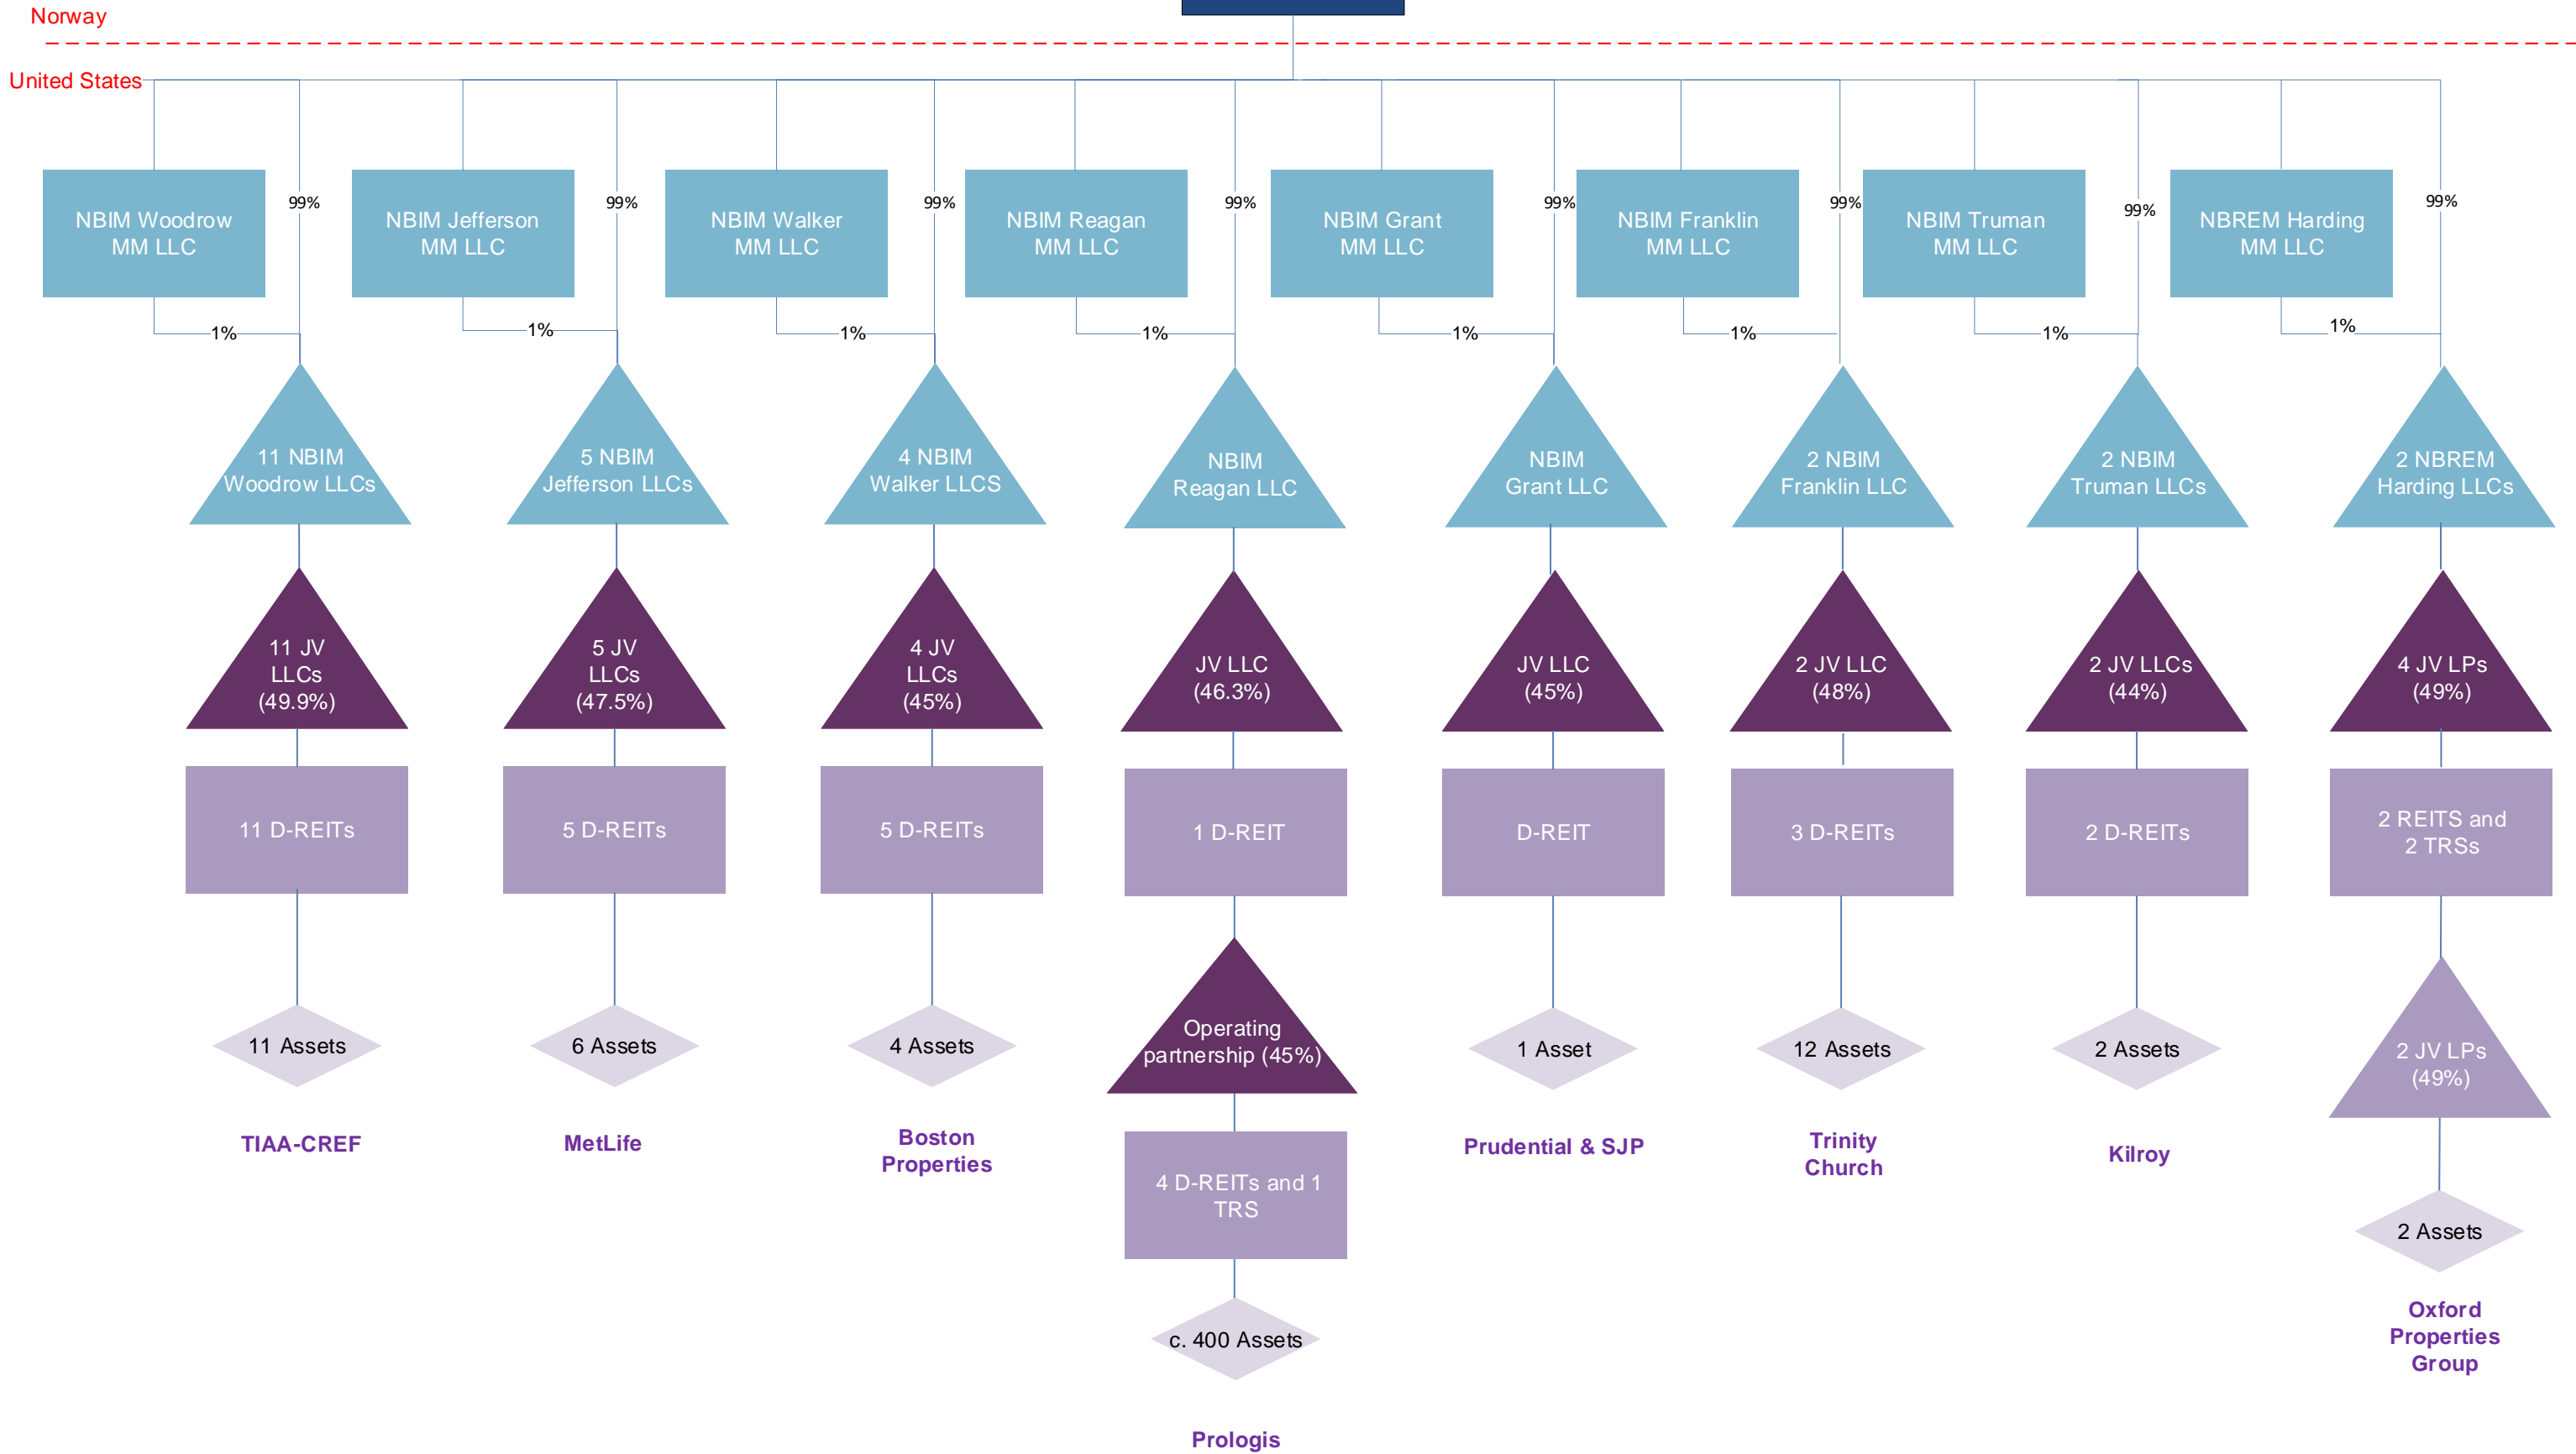 Norway
United States
NBIM Woodrow
MM LLC
99%
NBIM Jefferson
MM LLC
99%
NBIM Walker
MM LLC
99%
NBIM Reagan
MM LLC
99%
NBIM Grant
MM LLC
99%
NBIM Franklin
MM LLC
99%
NBIM Truman
MM LLC
99%
NBREM Harding
MM LLC
99%
1%
1%
1%
1%
1%
1%
1%
1%
11 NBIM
Woodrow LLCs
5 NBIM
Jefferson LLCs
4 NBIM
Walker LLCS
NBIM
Reagan LLC
NBIM
Grant LLC
2 NBIM
Franklin LLC
2 NBIM
Truman LLCs
2 NBREM
Harding LLCs
11 JV
LLCs
(49.9%)
5 JV
LLCs
(47.5%)
4 JV
LLCs
(45%)
JV LLC
(46.3%)
JV LLC
(45%)
2 JV LLC
(48%)
2 JV LLCs
(44%)
4 JV LPs
(49%)
11 D-REITs
5 D-REITs
5 D-REITs
1 D-REIT
D-REIT
3 D-REITs
2 D-REITs
2 REITS and
2 TRSs
11 Assets
6 Assets
4 Assets
Operating
partnership (45%)
1 Asset
12 Assets
2 Assets
2 JV LPs
(49%)
TIAA-CREF
MetLife
Boston
Properties
4 D-REITs and 1
TRS
Prudential & SJP
Trinity
Church
Kilroy
2 Assets
c. 400 Assets
Oxford
Properties
Group
Prologis